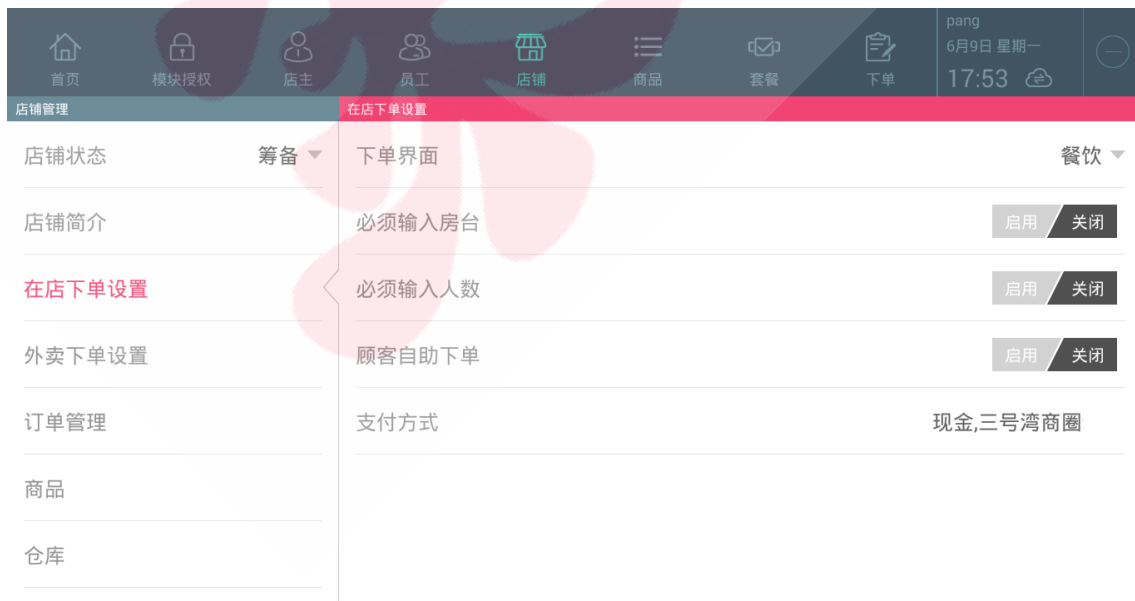 pang
6月9日 星期一
17:53
首页 模块授权 店主 员工 店铺 商品 套餐 下单
店铺管理 在店下单设置
店铺状态 筹备 下单界面 餐饮
店铺简介 必须输入房台 启用 关闭
在店下单设置 必须输入人数 启用 关闭
外卖下单设置 顾客自助下单 启用 关闭
订单管理 支付方式 现金,三号湾商圈
商品
仓库